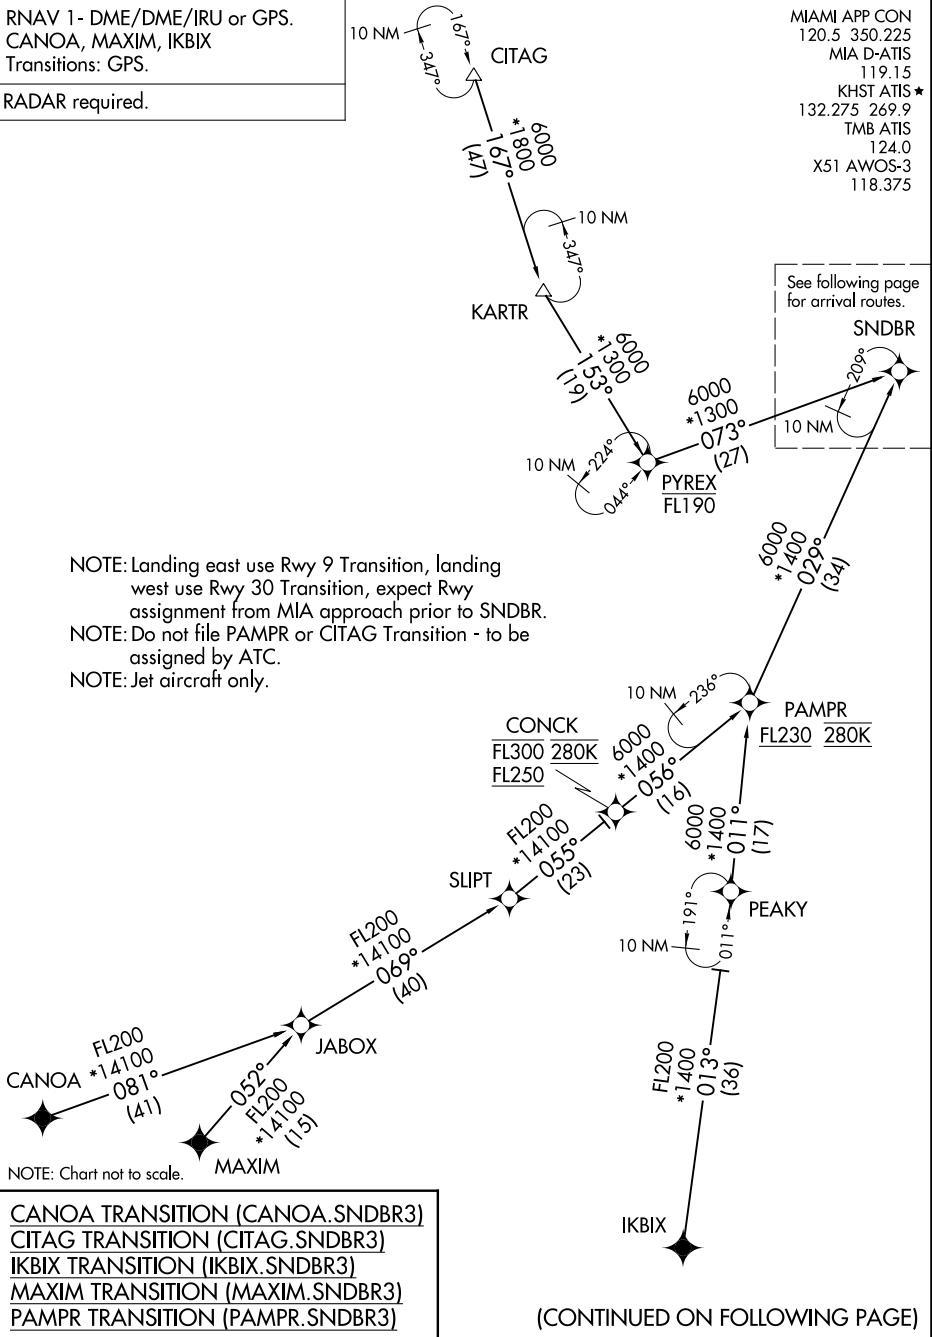 RNAV 1- DME/DME/IRU or GPS.
CANOA, MAXIM, IKBIX
Transitions: GPS.
RADAR required.
MIAMI APP CON
120.5 350.225
MIA D-ATIS
119.15
KHST ATIS ★
132.275 269.9
TMB ATIS
124.0
X51 AWOS-3
118.375
10 NM
167°
347°
CITAG
6000
*1800
167°
(47)
10 NM
347°
KARTR
6000
*1300
153°
(19)
See following page
for arrival routes.
SNDBR
209°
10 NM
6000
*1300
073°
(27)
10 NM
224°
044°
PYREX
FL190
6000
*1400
029°
(34)
NOTE: Landing east use Rwy 9 Transition, landing
west use Rwy 30 Transition, expect Rwy
assignment from MIA approach prior to SNDBR.
NOTE: Do not file PAMPR or CITAG Transition - to be
assigned by ATC.
NOTE: Jet aircraft only.
10 NM
236°
PAMPR
FL230 280K
CONCK
FL300 280K
FL250
6000
*1400
056°
(16)
6000
*1400
011°
(17)
FL200
*14100
055°
(23)
SLIPT
PEAKY
191°
011°
10 NM
FL200
*14100
069°
(40)
JABOX
FL200
*14100
081°
(41)
CANOA
052°
FL200
*14100
(15)
MAXIM
FL200
*1400
013°
(36)
IKBIX
NOTE: Chart not to scale.
CANOA TRANSITION (CANOA.SNDBR3)
CITAG TRANSITION (CITAG.SNDBR3)
IKBIX TRANSITION (IKBIX.SNDBR3)
MAXIM TRANSITION (MAXIM.SNDBR3)
PAMPR TRANSITION (PAMPR.SNDBR3)
(CONTINUED ON FOLLOWING PAGE)